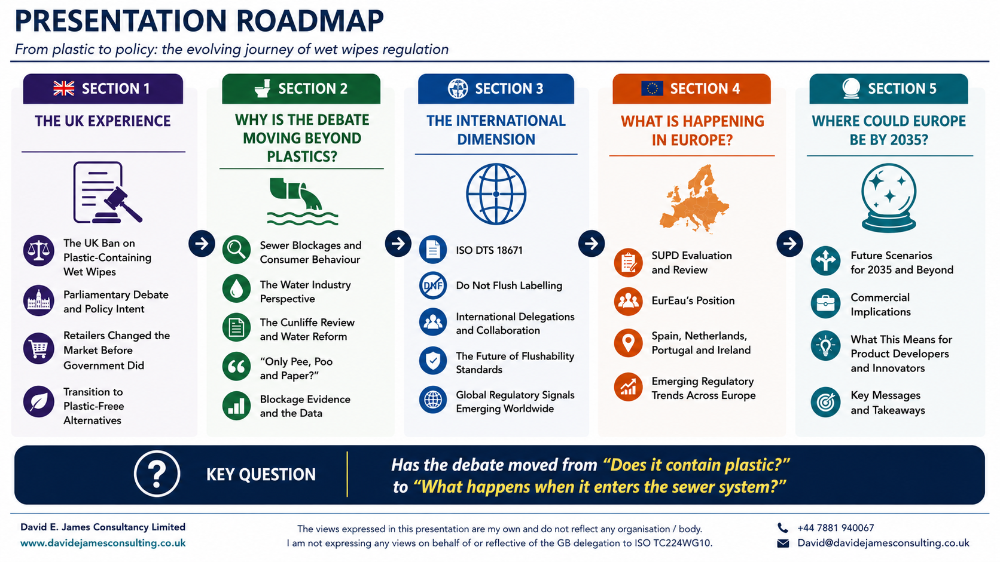 PRESENTATION ROADMAP
From plastic to policy: the evolving journey of wet wipes regulation
SECTION 1
THE UK EXPERIENCE
The UK Ban on
Plastic-Containing
Wet Wipes
Parliamentary Debate
and Policy Intent
Retailers Changed the
Market Before
Government Did
Transition to
Plastic-Freee
Alternatives
SECTION 2
WHY IS THE DEBATE
MOVING BEYOND
PLASTICS?
Sewer Blockages and
Consumer Behaviour
The Water Industry
Perspective
The Cunliffe Review
and Water Reform
“Only Pee, Poo
and Paper?”
Blockage Evidence
and the Data
SECTION 3
THE INTERNATIONAL
DIMENSION
ISO DTS 18671
DNF
Do Not Flush Labelling
International Delegations
and Collaboration
The Future of Flushability
Standards
Global Regulatory Signals
Emerging Worldwide
SECTION 4
WHAT IS HAPPENING
IN EUROPE?
SUPD Evaluation
and Review
EurEau’s Position
Spain, Netherlands,
Portugal and Ireland
Emerging Regulatory
Trends Across Europe
SECTION 5
WHERE COULD EUROPE
BE BY 2035?
Future Scenarios
for 2035 and Beyond
Commercial
Implications
What This Means for
Product Developers
and Innovators
Key Messages
and Takeaways
?
KEY QUESTION
Has the debate moved from “Does it contain plastic?”
to “What happens when it enters the sewer system?”
David E. James Consultancy Limited
www.davidejamesconsulting.co.uk
The views expressed in this presentation are my own and do not reflect any organisation / body.
I am not expressing any views on behalf of or reflective of the GB delegation to ISO TC224WG10.
+44 7881 940067
David@davidejamesconsulting.co.uk